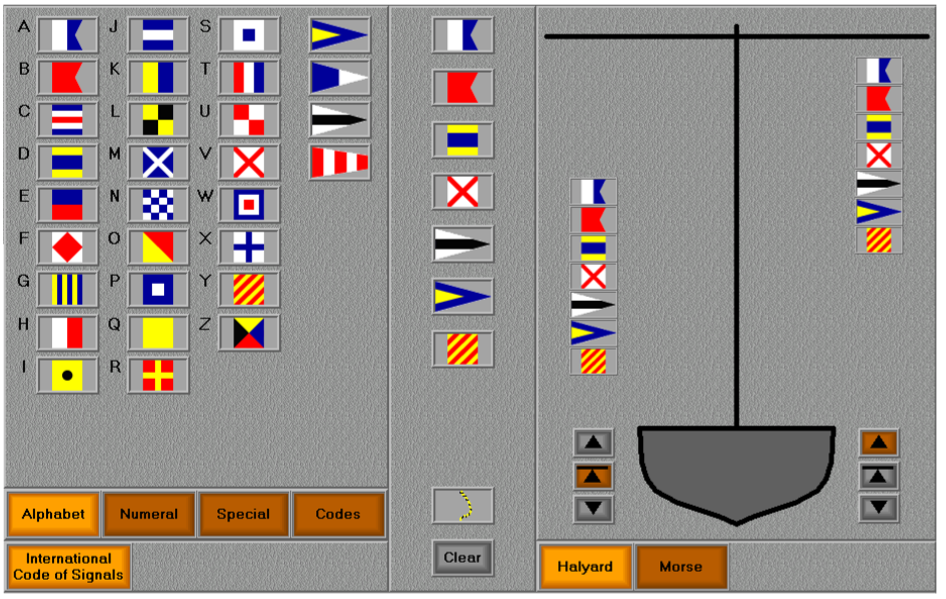 A J S
B K T
C L U
D M V
E N W
F O X
G P Y
H Q Z
I R
Alphabet Numeral Special Codes
International
Code of Signals
Clear
Halyard Morse